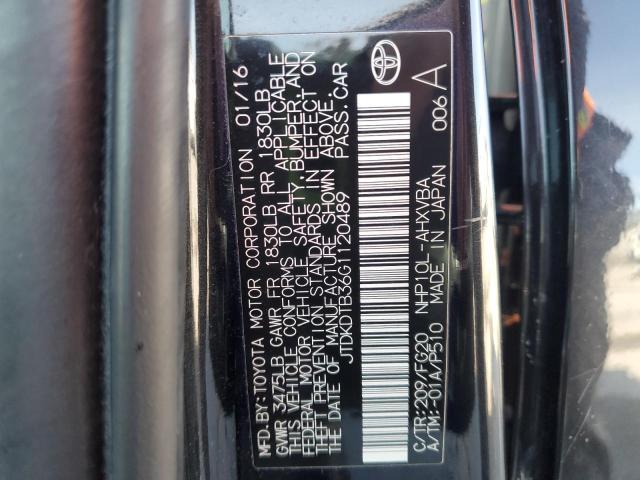 MFD.BY:TOYOTA MOTOR CORPORATION 01/16
GVWR 3475LB GAWR FR 1830LB RR 1830LB
THIS VEHICLE CONFORMS TO ALL APPLICABLE
FEDERAL MOTOR VEHICLE SAFETY, BUMPER, AND
THEFT PREVENTION STANDARDS IN EFFECT ON
THE DATE OF MANUFACTURE SHOWN ABOVE.
JTDKDTB36G1120489 PASS.CAR
C/TR:209/FG20 NHP10L-AHXVBA 006A
A/TM:-01A/P510 MADE IN JAPAN